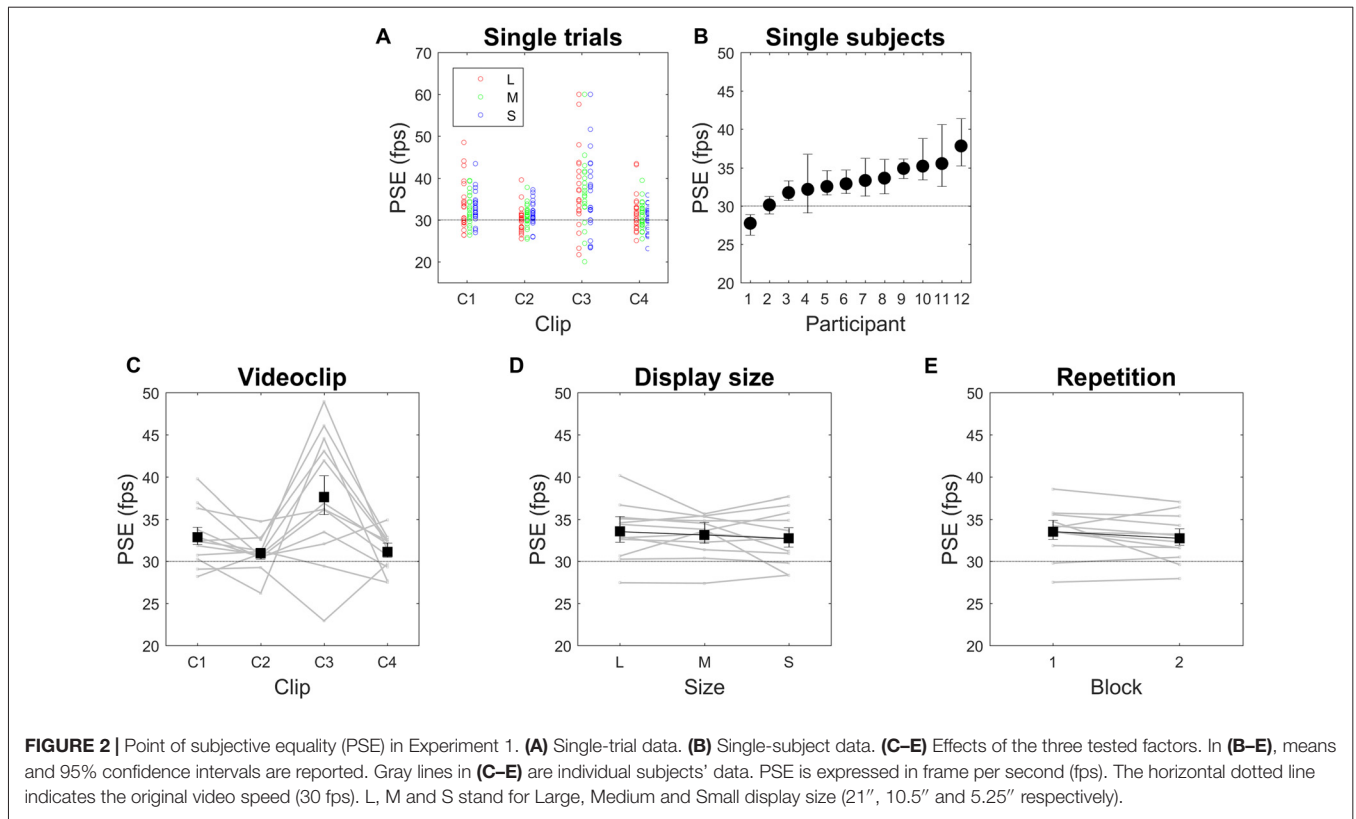 A Single trials
70
60
50
40
30
20
PSE (fps)
L
M
S
C1 C2 C3 C4
Clip
B Single subjects
50
45
40
35
30
25
20
PSE (fps)
1 2 3 4 5 6 7 8 9 10 11 12
Participant
C Videoclip
50
45
40
35
30
25
20
PSE (fps)
C1 C2 C3 C4
Clip
D Display size
50
45
40
35
30
25
20
PSE (fps)
L M S
Size
E Repetition
50
45
40
35
30
25
20
PSE (fps)
1 2
Block
FIGURE 2 | Point of subjective equality (PSE) in Experiment 1. (A) Single-trial data. (B) Single-subject data. (C–E) Effects of the three tested factors. In (B–E), means
and 95% confidence intervals are reported. Gray lines in (C–E) are individual subjects' data. PSE is expressed in frame per second (fps). The horizontal dotted line
indicates the original video speed (30 fps). L, M and S stand for Large, Medium and Small display size (21″, 10.5″ and 5.25″ respectively).